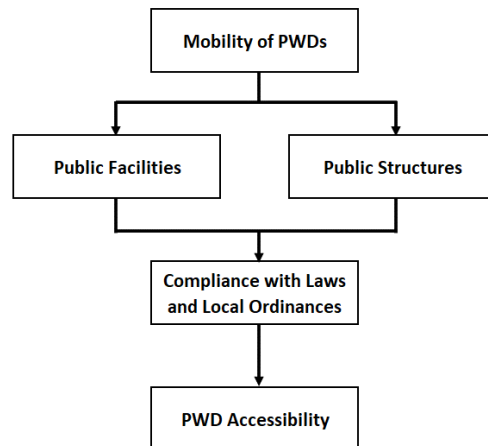 Mobility of PWDs
Public Facilities
Public Structures
Compliance with Laws
and Local Ordinances
PWD Accessibility